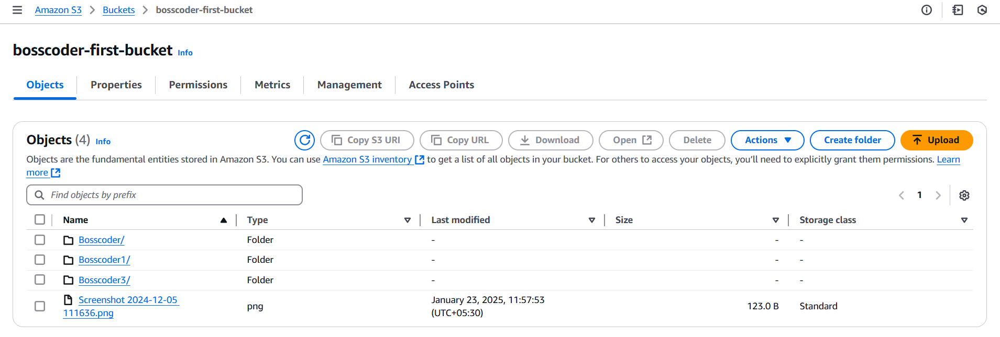 Amazon S3 > Buckets > bosscoder-first-bucket
bosscoder-first-bucket Info
Objects Properties Permissions Metrics Management Access Points
Objects (4) Info Copy S3 URI Copy URL Download Open Delete Actions Create folder Upload
Objects are the fundamental entities stored in Amazon S3. You can use Amazon S3 inventory to get a list of all objects in your bucket. For others to access your objects, you’ll need to explicitly grant them permissions. Learn
more
Find objects by prefix 1
Name Type Last modified Size Storage class
Bosscoder/ Folder - - -
Bosscoder1/ Folder - - -
Bosscoder3/ Folder - - -
Screenshot 2024-12-05
111636.png png January 23, 2025, 11:57:53
(UTC+05:30) 123.0 B Standard